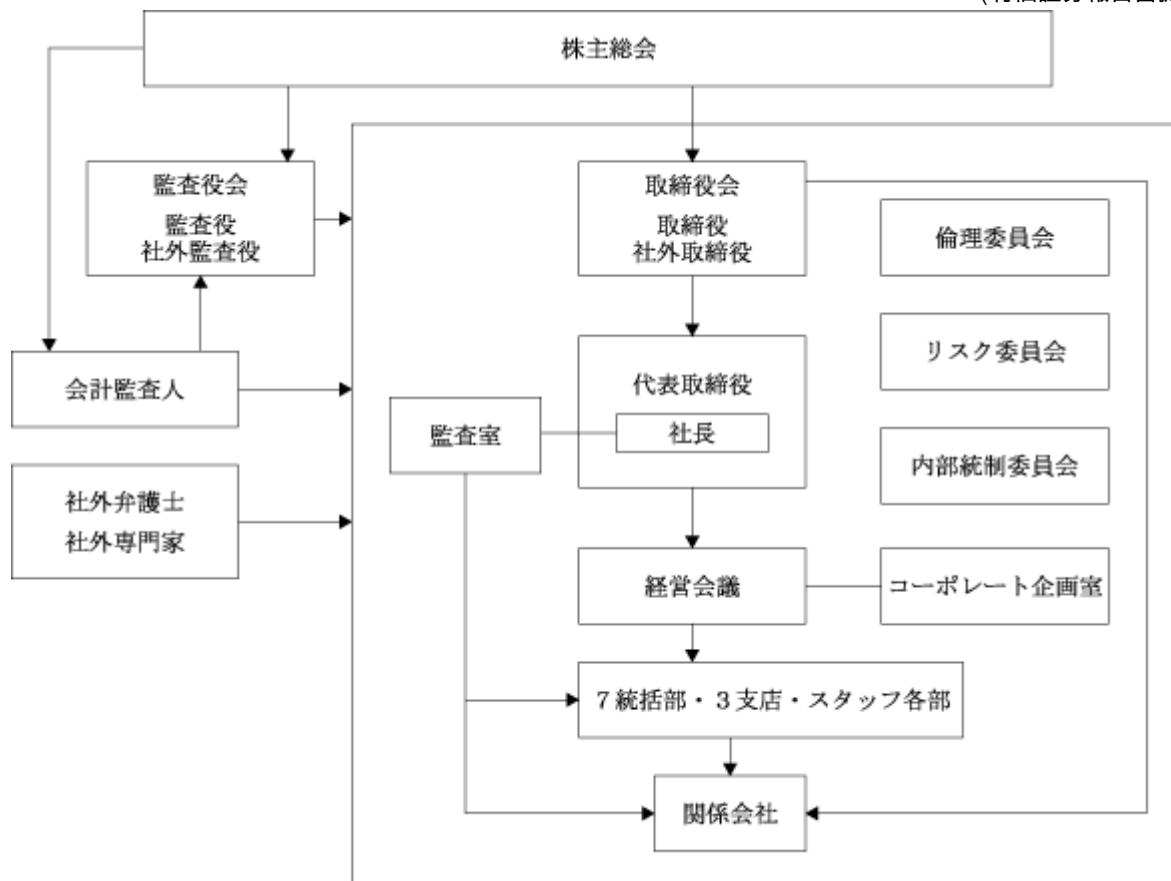 株主総会
監査役会
監査役
社外監査役
取締役会
取締役
社外取締役
倫理委員会
リスク委員会
会計監査人
代表取締役
社長
監査室
内部統制委員会
社外弁護士
社外専門家
経営会議
コーポレート企画室
７統括部・３支店・スタッフ各部
関係会社